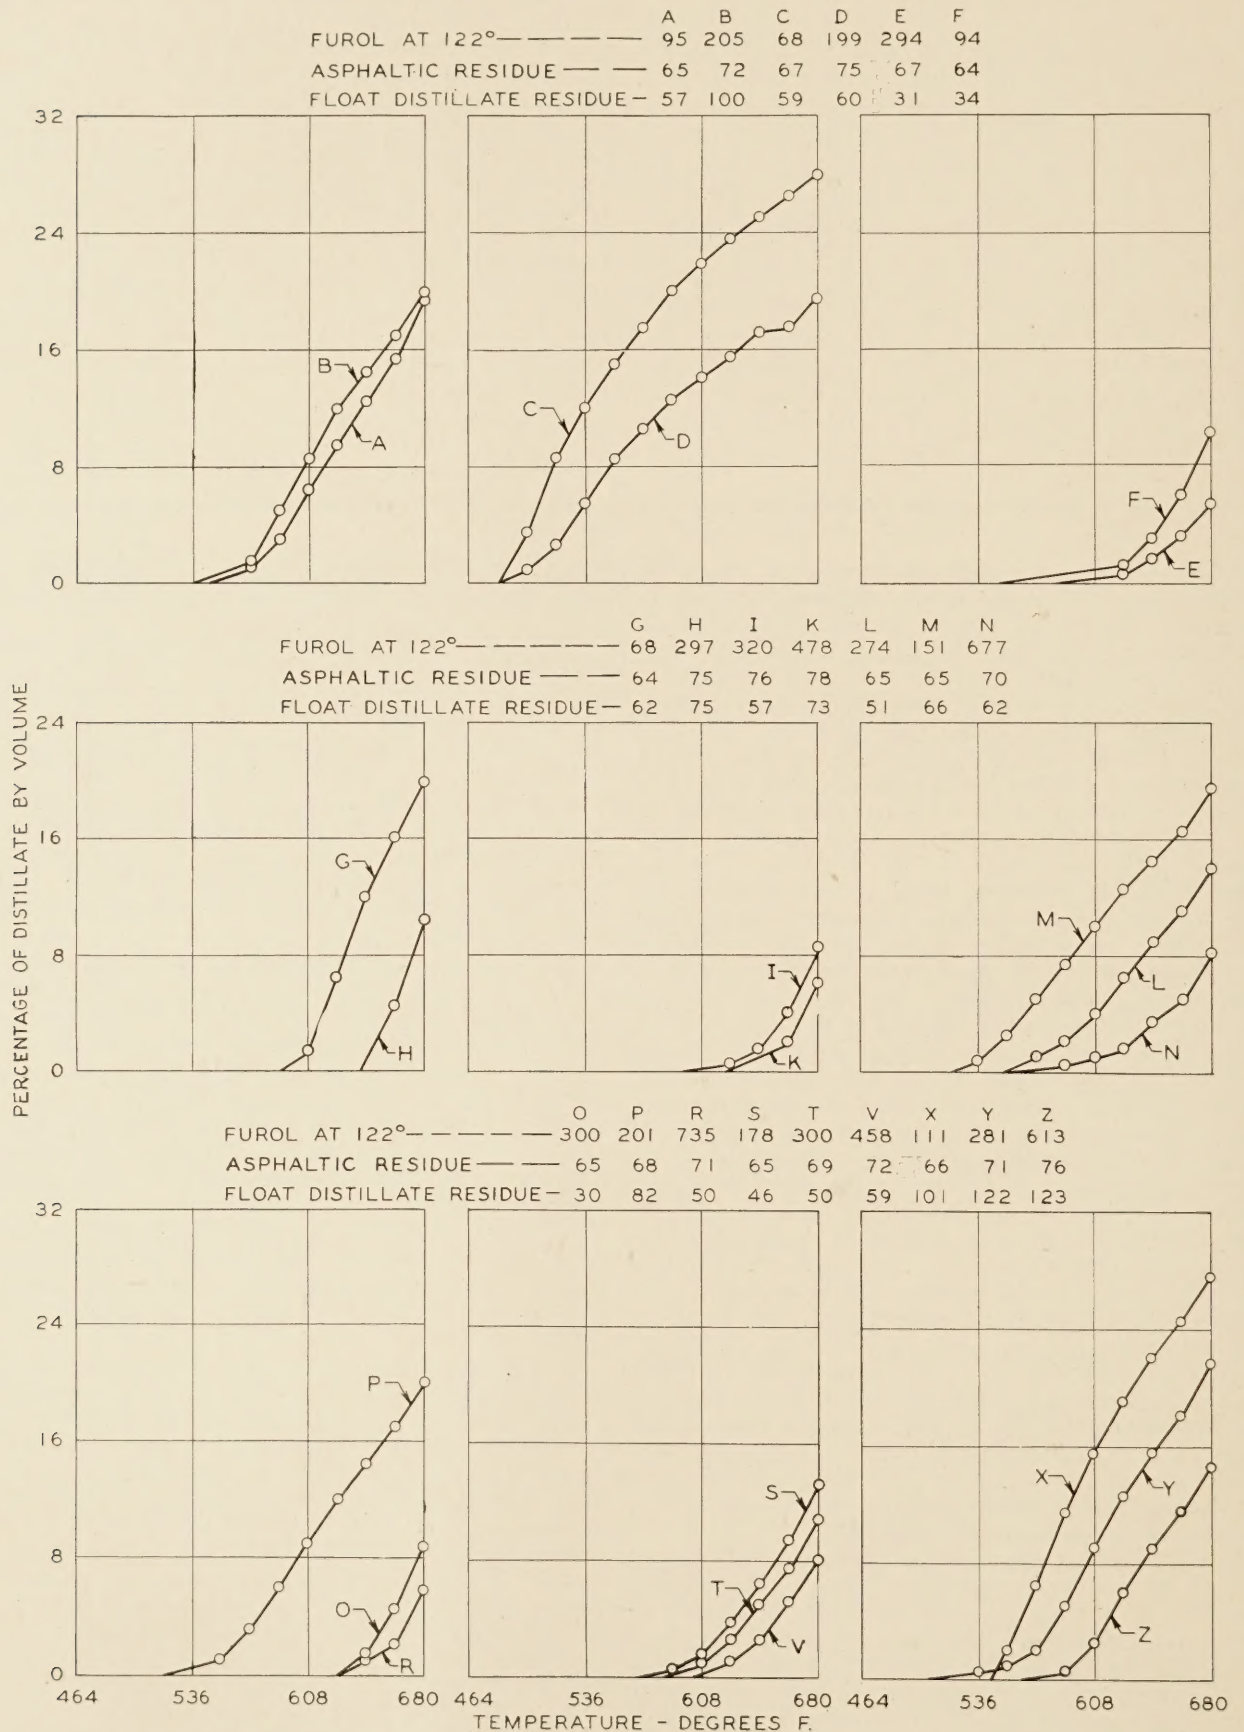 A B C D E F
FUROL AT 122° — — — — 95 205 68 199 294 94
ASPHALTIC RESIDUE — — 65 72 67 75 67 64
FLOAT DISTILLATE RESIDUE — 57 100 59 60 31 34
32
24
16
8
0
B
A
C
D
F
E
G H I K L M N
FUROL AT 122° — — — — 68 297 320 478 274 151 677
ASPHALTIC RESIDUE — — 64 75 76 78 65 65 70
FLOAT DISTILLATE RESIDUE — 62 75 57 73 51 66 62
PERCENTAGE OF DISTILLATE BY VOLUME
24
16
8
0
G
H
I
K
M
L
N
O P R S T V X Y Z
FUROL AT 122° — — — — — 300 201 735 178 300 458 111 281 613
ASPHALTIC RESIDUE — — 65 68 71 65 69 72 66 71 76
FLOAT DISTILLATE RESIDUE — 30 82 50 46 50 59 101 122 123
32
24
16
8
0
P
O
R
S
T
V
X
Y
Z
464 536 608 680 464 536 608 680 464 536 608 680
TEMPERATURE - DEGREES F.